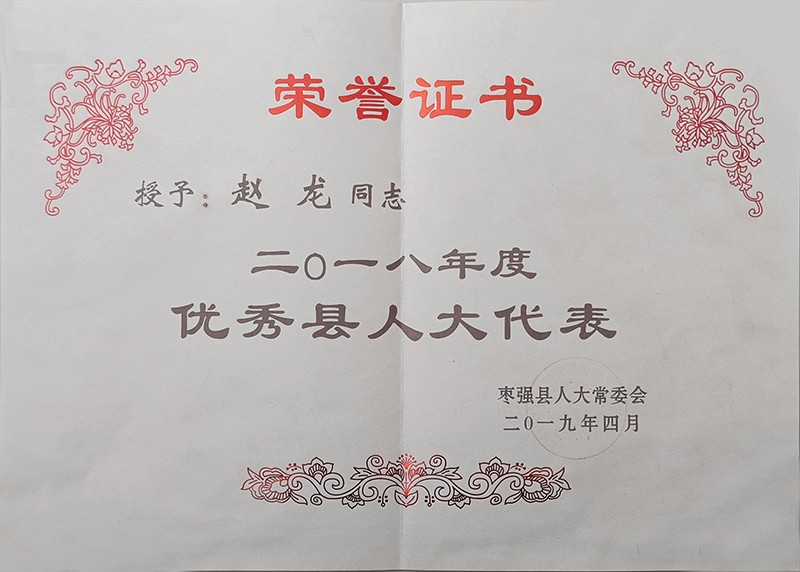 荣誉证书
授予：赵 龙 同志
二〇一八年度
优秀县人大代表
枣强县人大常委会
二〇一九年四月